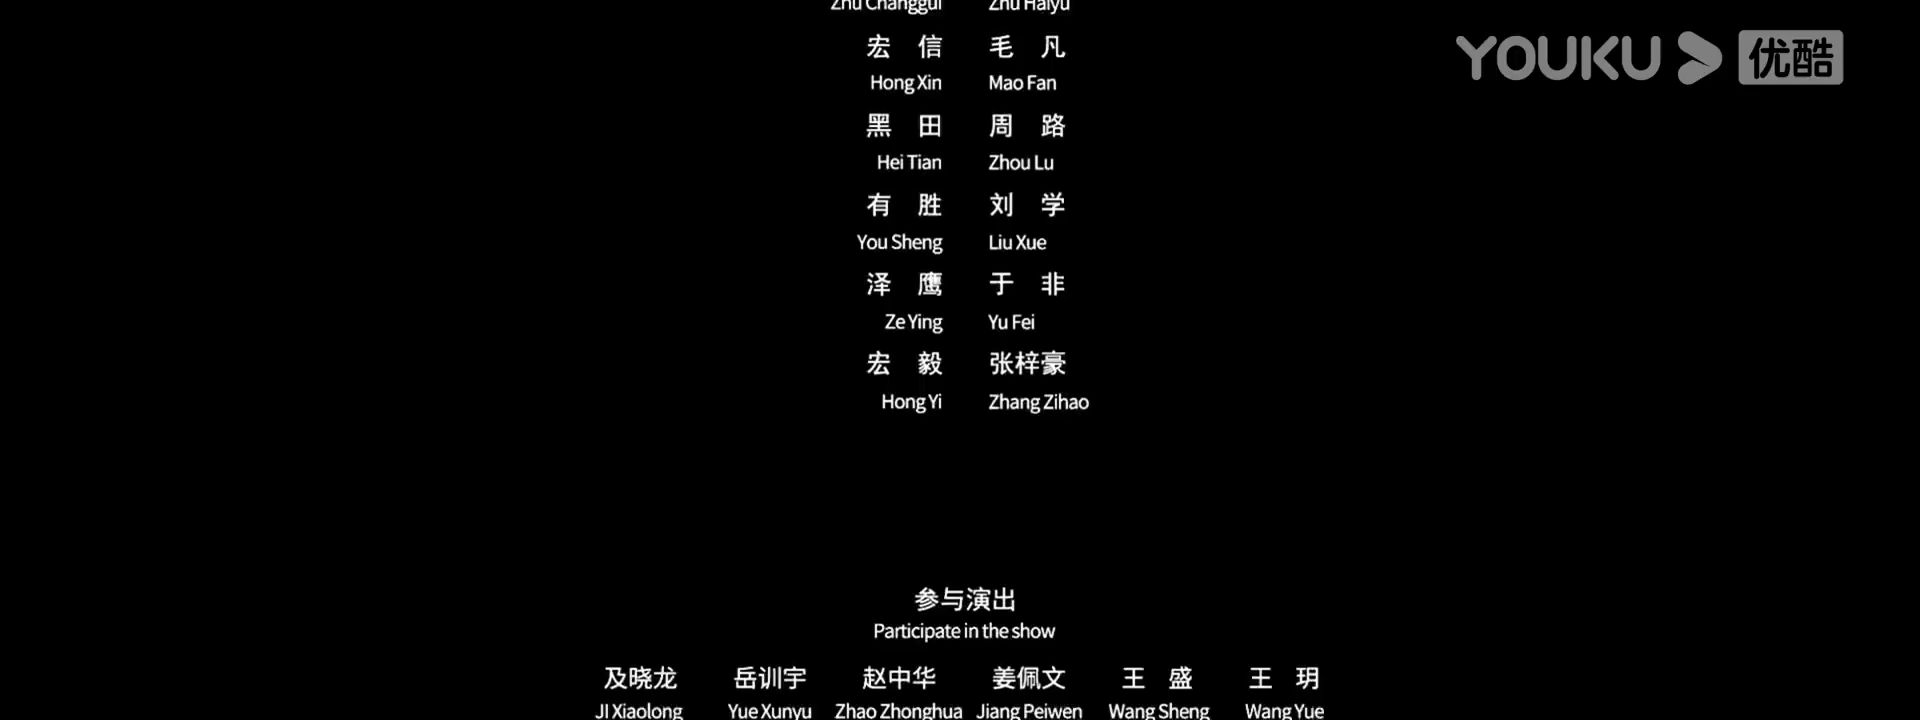 Zhu Changgui Zhu Haiyu
YOUKU 优酷
宏 信 毛 凡
Hong Xin Mao Fan
黑 田 周 路
Hei Tian Zhou Lu
有 胜 刘 学
You Sheng Liu Xue
泽 鹰 于 非
Ze Ying Yu Fei
宏 毅 张梓豪
Hong Yi Zhang Zihao
参与演出
Participate in the show
及晓龙 岳训宇 赵中华 姜佩文 王 盛 王 玥
JI Xiaolong Yue Xunyu Zhao Zhonghua Jiang Peiwen Wang Sheng Wang Yue